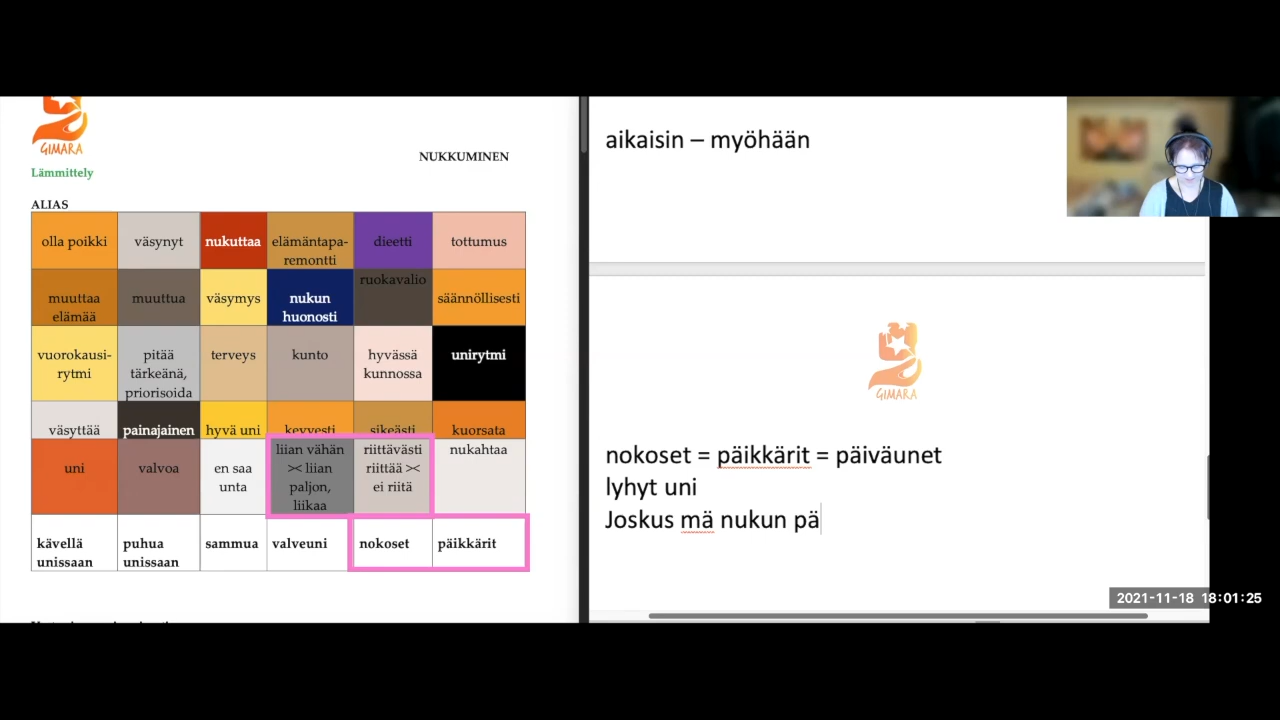 GIMARA
NUKKUMINEN
Lämmittely
ALIAS
olla poikki
väsynyt
nukuttaa
elämäntapa-
remontti
dieetti
tottumus
muuttaa
elämää
muuttua
väsymys
nukun
huonosti
ruokavalio
säännöllisesti
vuorokausi-
rytmi
pitää
tärkeänä,
priorisoida
terveys
kunto
hyvässä
kunnossa
unirytmi
väsyttää
painajainen
hyvä uni
kevyesti
sikeästi
kuorsata
uni
valvoa
en saa
unta
liian vähän
>< liian
paljon,
liikaa
riittävästi
riittää ><
ei riitä
nukahtaa
kävellä
unissaan
puhua
unissaan
sammua
valveuni
nokoset
päikkärit
aikaisin – myöhään
GIMARA
nokoset = päikkärit = päiväunet
lyhyt uni
Joskus mä nukun pä
2021-11-18 18:01:25